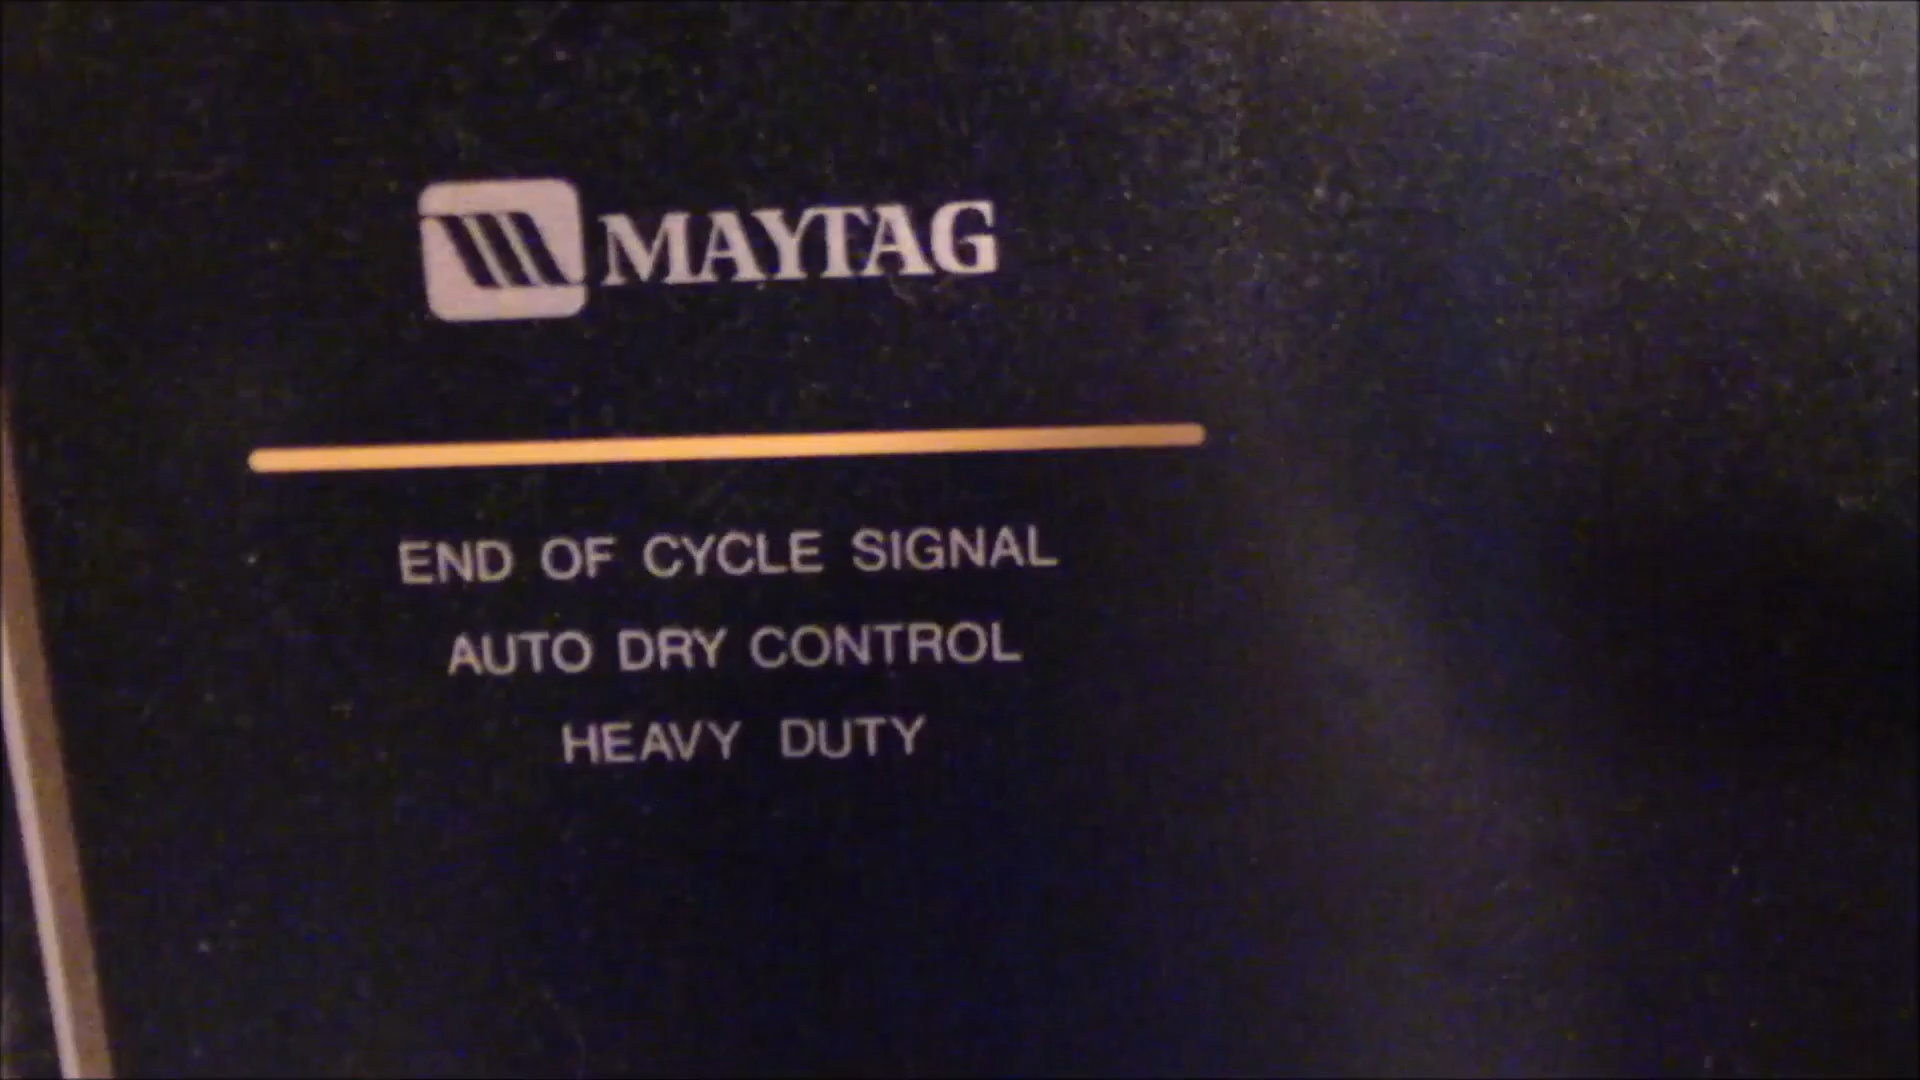 MAYTAG
END OF CYCLE SIGNAL
AUTO DRY CONTROL
HEAVY DUTY